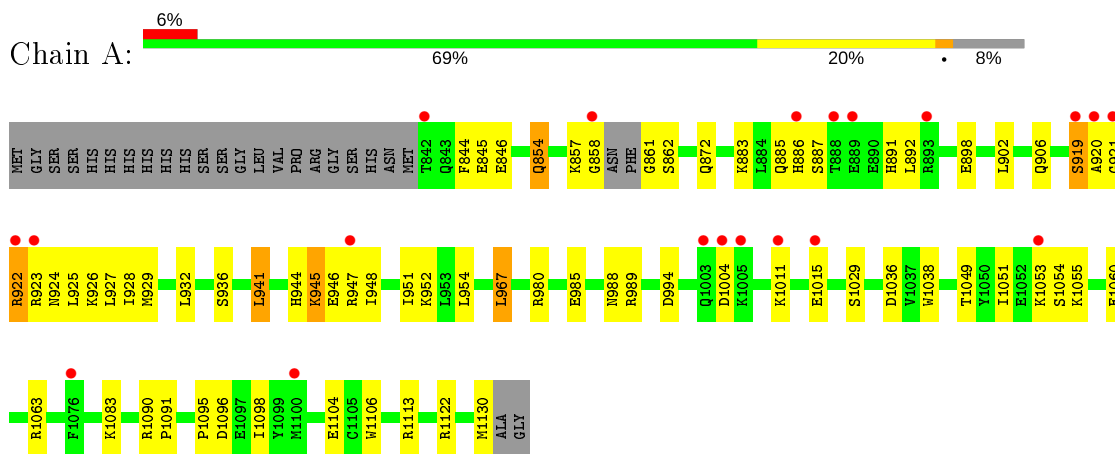 6%
Chain A:
69% 20% • 8%
MET GLY SER SER HIS HIS HIS HIS HIS HIS SER SER GLY LEU VAL PRO ARG GLY SER HIS ASN MET T842 Q843 F844 E845 E846 Q854 K857 G858 ASN PHE G861 S862 Q872 K883 L884 Q885 H886 S887 T888 E889 E890 H891 L892 R893 E898 L902 Q906 S919 A920 G921
R922 R923 N924 L925 K926 L927 I928 M929 L932 S936 L941 H944 K945 E946 R947 I948 I951 K952 L953 L954 L967 R980 E985 N988 R989 D994 Q1003 D1004 K1005 K1011 E1015 S1029 D1036 V1037 W1038 T1049 Y1050 I1051 E1052 K1053 S1054 K1055
R1063 F1076 K1083 R1090 P1091 P1095 D1096 E1097 I1098 Y1099 M1100 E1104 C1105 W1106 R1113 R1122 M1130 ALA GLY